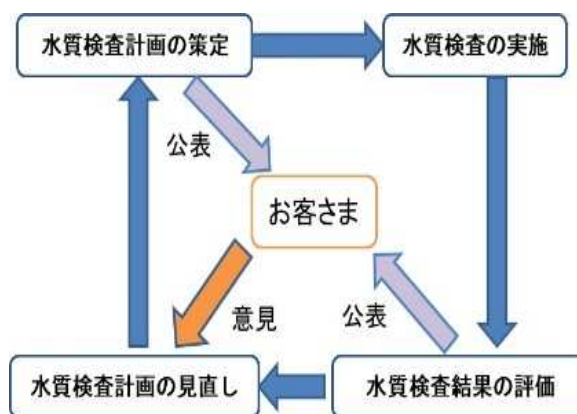 水質検査計画の策定
水質検査の実施
公表
お客さま
意見
公表
水質検査計画の見直し
水質検査結果の評価